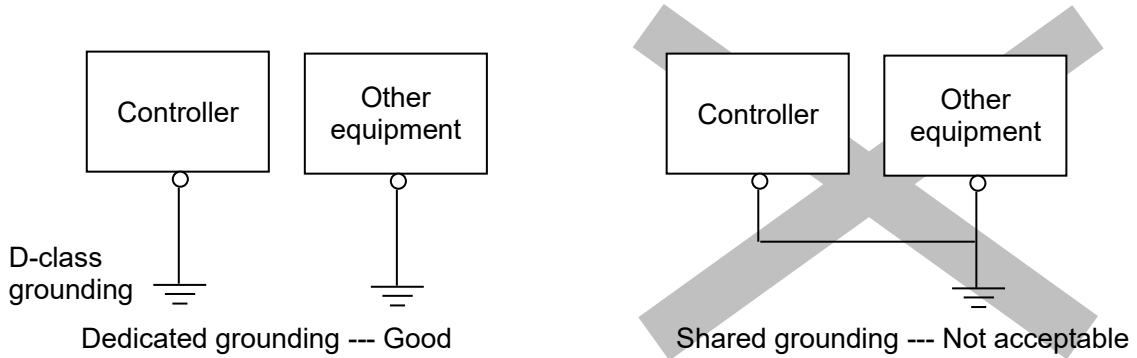 Controller
Other
equipment
D-class
grounding
Dedicated grounding --- Good
Controller
Other
equipment
Shared grounding --- Not acceptable